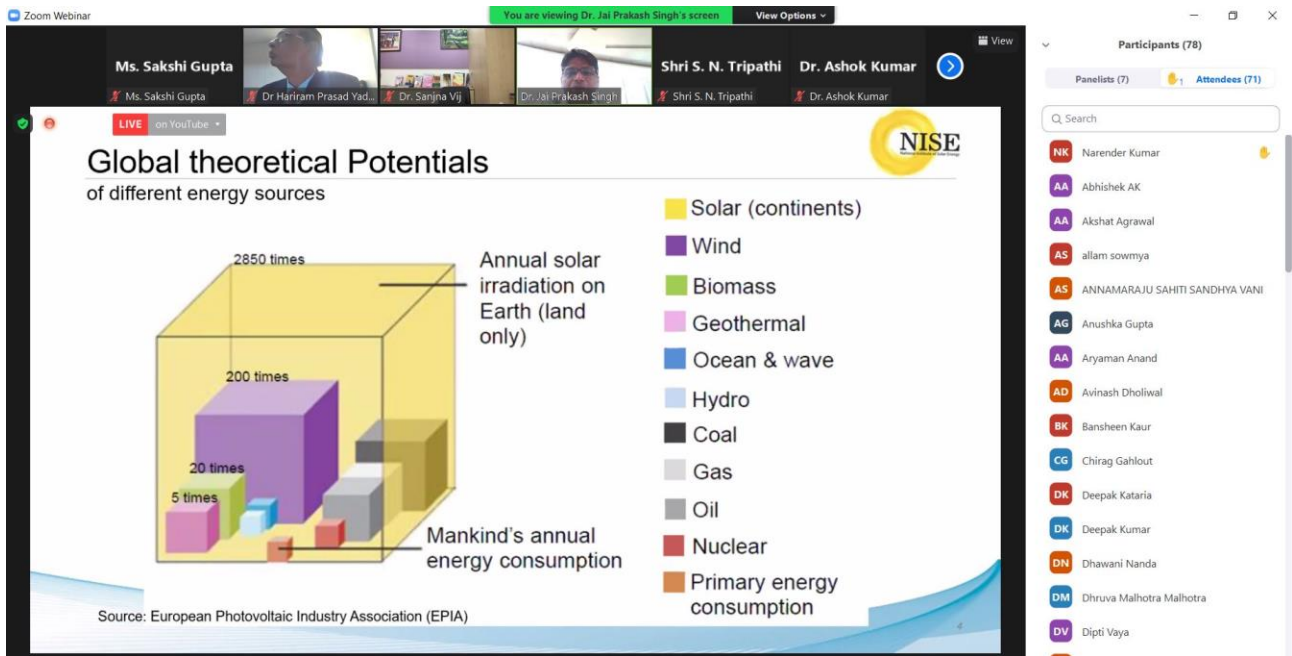 Zoom Webinar
You are viewing Dr. Jai Prakash Singh's screen
View Options
View
Ms. Sakshi Gupta
Shri S. N. Tripathi
Dr. Ashok Kumar
Ms. Sakshi Gupta
Dr Hariram Prasad Yad...
Dr. Sanjna Vij
Dr. Jai Prakash Singh
Shri S. N. Tripathi
Dr. Ashok Kumar
LIVE on YouTube
NISE
National Institute of Solar Energy
Global theoretical Potentials
of different energy sources
2850 times
200 times
20 times
5 times
Annual solar
irradiation on
Earth (land
only)
Mankind's annual
energy consumption
Solar (continents)
Wind
Biomass
Geothermal
Ocean & wave
Hydro
Coal
Gas
Oil
Nuclear
Primary energy
consumption
Source: European Photovoltaic Industry Association (EPIA)
4
Participants (78)
Panelists (7)
1
Attendees (71)
Search
NK Narender Kumar
AA Abhishek AK
AA Akshat Agrawal
AS allam sowmya
AS ANNAMARAJU SAHITI SANDHYA VANI
AG Anushka Gupta
AA Aryaman Anand
AD Avinash Dholiwal
BK Bansheen Kaur
CG Chirag Gahlout
DK Deepak Kataria
DK Deepak Kumar
DN Dhawani Nanda
DM Dhruva Malhotra Malhotra
DV Dipti Vaya